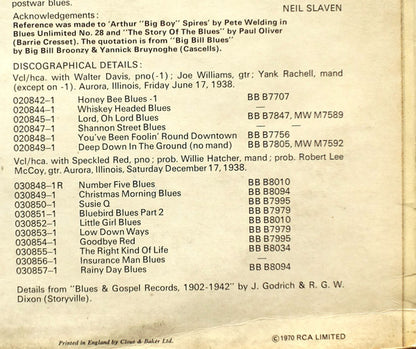 postwar blues.
NEIL SLAVEN
Acknowledgements:
Reference was made to 'Arthur "Big Boy" Spires' by Pete Welding in
Blues Unlimited No. 28 and "The Story Of The Blues" by Paul Oliver
(Barrie Cresset). The quotation is from "Big Bill Blues"
by Big Bill Broonzy & Yannick Bruynoghe (Cascells).
DISCOGRAPHICAL DETAILS:
Vcl/hca. with Walter Davis, pno(-1); Joe Williams, gtr; Yank Rachell, mand
(except on -1). Aurora, Illinois, Friday June 17, 1938.
020842–1 Honey Bee Blues -1 BB B7707
020844–1 Whiskey Headed Blues —
020845–1 Lord, Oh Lord Blues BB B7847, MW M7589
020847–1 Shannon Street Blues —
020848–1 You've Been Foolin' Round Downtown BB B7756
020849–1 Deep Down In The Ground (no mand) BB B7805, MW M7592
Vcl/hca. with Speckled Red, pno; prob. Willie Hatcher, mand; prob. Robert Lee
McCoy, gtr. Aurora, Illinois, Saturday December 17, 1938.
030848–1R Number Five Blues BB B8010
030849–1 Christmas Morning Blues BB B8094
030850–1 Susie Q BB B7995
030851–1 Bluebird Blues Part 2 BB B7979
030852–1 Little Girl Blues BB B8010
030853–1 Low Down Ways BB B7979
030854–1 Goodbye Red BB B7995
030855–1 The Right Kind Of Life BB B8034
030856–1 Insurance Man Blues —
030857–1 Rainy Day Blues BB B8094
Details from "Blues & Gospel Records, 1902-1942" by J. Godrich & R. G. W.
Dixon (Storyville).
Printed in England by Clout & Baker Ltd.
©1970 RCA LIMITED